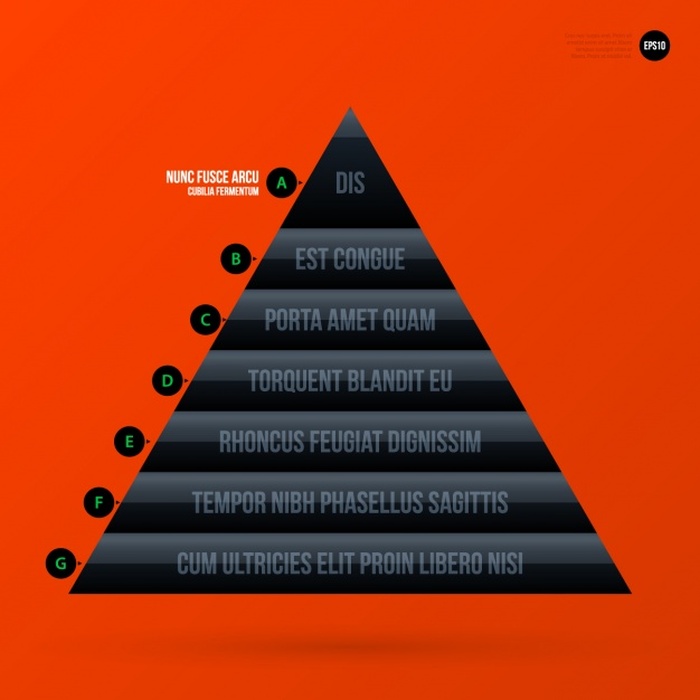 EPS10
NUNC FUSCE ARCU
CUBILIA FERMENTUM
A
DIS
B
EST CONGUE
C
PORTA AMET QUAM
D
TORQUENT BLANDIT EU
E
RHONCUS FEUGIAT DIGNISSIM
F
TEMPOR NIBH PHASELLUS SAGITTIS
G
CUM ULTRICIES ELIT PROIN LIBERO NISI